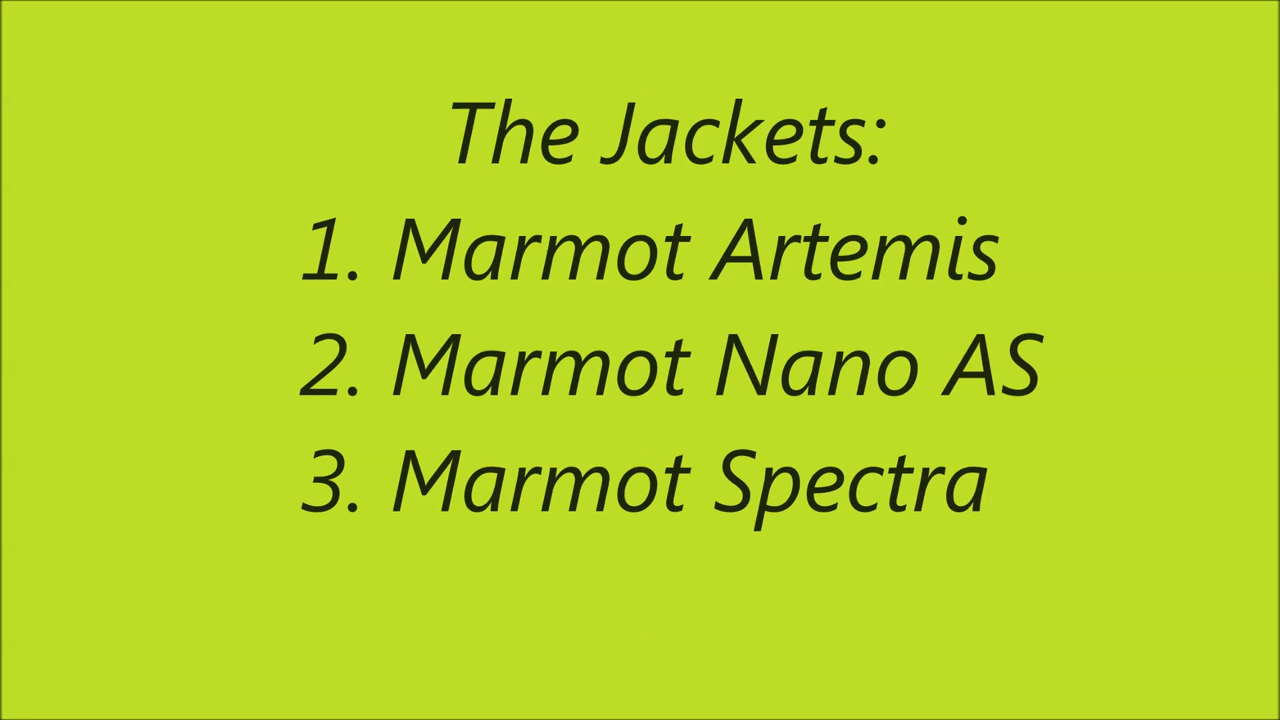 The Jackets:
1. Marmot Artemis
2. Marmot Nano AS
3. Marmot Spectra